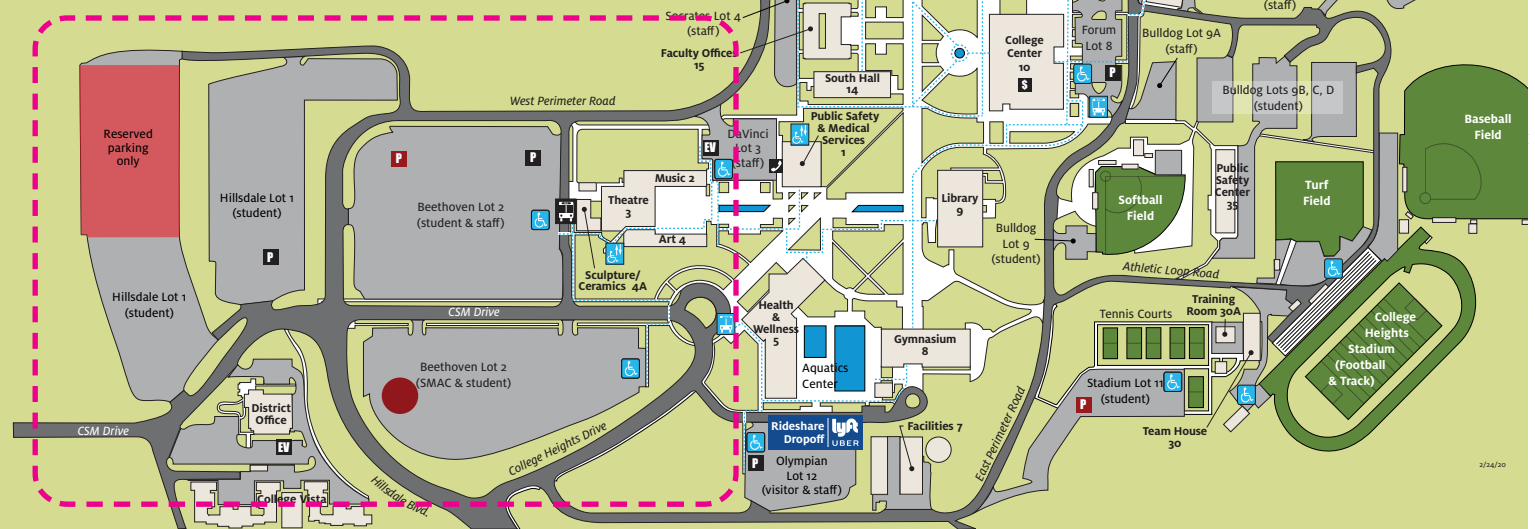 Socrates Lot 4
(staff)
Faculty Offices
15
South Hall
14
College
Center
10
$
Forum
Lot 8
P
Bulldog Lot 9A
(staff)
(staff)
Bulldog Lots 9B, C, D
(student)
Baseball
Field
West Perimeter Road
Reserved
parking
only
P
P
EV
DaVinci
Lot 3
(staff)
Public Safety
& Medical
Services
1
Music 2
Theatre
3
Art 4
Sculpture/
Ceramics 4A
Hillsdale Lot 1
(student)
P
Beethoven Lot 2
(student & staff)
Library
9
Bulldog
Lot 9
(student)
Softball
Field
Public
Safety
Center
35
Turf
Field
Athletic Loop Road
Hillsdale Lot 1
(student)
CSM Drive
Health
&
Wellness
5
Aquatics
Center
Gymnasium
8
Tennis Courts
Training
Room 30A
College
Heights
Stadium
(Football
& Track)
Beethoven Lot 2
(SMAC & student)
Stadium Lot 11
(student)
P
Team House
30
District
Office
EV
CSM Drive
College Heights Drive
Hillsdale Blvd.
College Vista
Rideshare
Dropoff
lyft
UBER
P
Olympian
Lot 12
(visitor & staff)
Facilities 7
East Perimeter Road
2/24/20